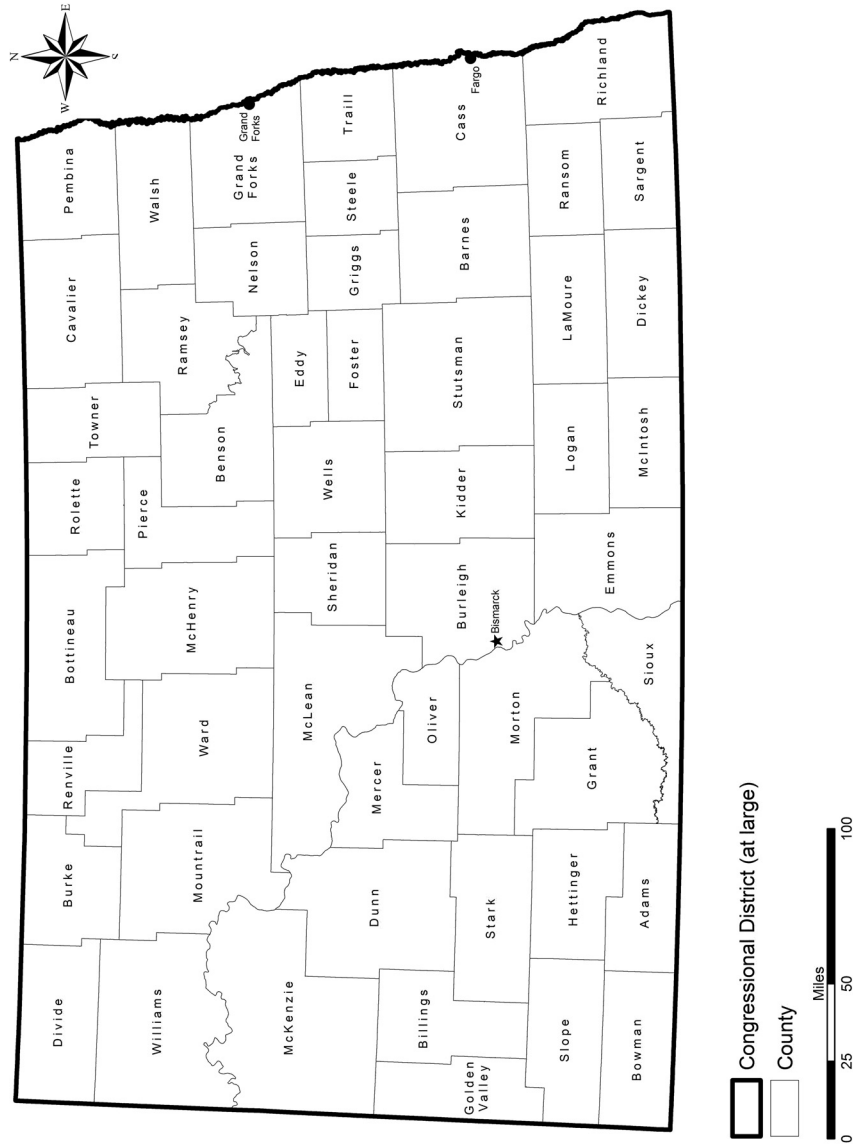 N
W
E
S
Divide
Burke
Renville
Bottineau
Rolette
Towner
Cavalier
Pembina
Williams
Mountrail
Ward
McHenry
Pierce
Benson
Ramsey
Walsh
Nelson
Grand
Forks
Grand
Forks
McKenzie
Dunn
Mercer
McLean
Sheridan
Wells
Eddy
Foster
Griggs
Steele
Traill
Golden
Valley
Billings
Stark
Oliver
Morton
Burleigh
Bismarck
Kidder
Stutsman
Barnes
Cass
Fargo
Slope
Hettinger
Grant
Bowman
Adams
Sioux
Emmons
Logan
LaMoure
Ransom
Richland
McIntosh
Dickey
Sargent
Congressional District (at large)
County
Miles
0 25 50 100